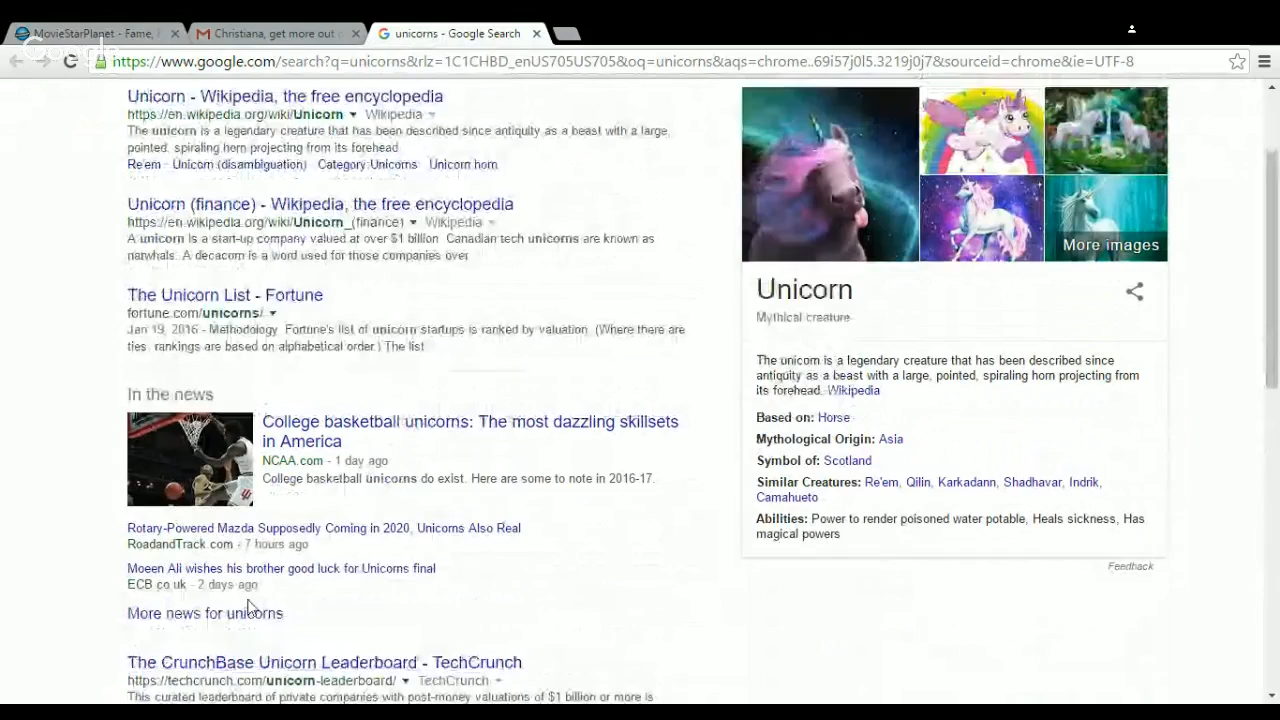 MovieStarPlanet - Fame, F
Christiana, get more out o
unicorns - Google Search
Google
https://www.google.com/search?q=unicorns&rlz=1C1CHBD_enUS705US705&oq=unicorns&aqs=chrome..69i57j0l5.3219j0j7&sourceid=chrome&ie=UTF-8
Unicorn - Wikipedia, the free encyclopedia
https://en.wikipedia.org/wiki/Unicorn Wikipedia
The unicorn is a legendary creature that has been described since antiquity as a beast with a large,
pointed, spiraling horn projecting from its forehead
Re'em Unicorn (disambiguation) Category Unicorns Unicorn horn
Unicorn (finance) - Wikipedia, the free encyclopedia
https://en.wikipedia.org/wiki/Unicorn_(finance) Wikipedia
A unicorn is a start-up company valued at over $1 billion Canadian tech unicorns are known as
narwhals. A decacorn is a word used for those companies over
The Unicorn List - Fortune
fortune.com/unicorns/
Jan 19, 2016 - Methodology Fortune's list of unicorn startups is ranked by valuation. (Where there are
ties rankings are based on alphabetical order.) The list
In the news
College basketball unicorns: The most dazzling skillsets
in America
NCAA.com - 1 day ago
College basketball unicorns do exist. Here are some to note in 2016-17.
Rotary-Powered Mazda Supposedly Coming in 2020, Unicorns Also Real
RoadandTrack.com - 7 hours ago
Moeen Ali wishes his brother good luck for Unicorns final
ECB co uk - 2 days ago
More news for unicorns
The CrunchBase Unicorn Leaderboard - TechCrunch
https://techcrunch.com/unicorn-leaderboard/ TechCrunch
This curated leaderboard of private companies with post-money valuations of $1 billion or more is
More images
Unicorn
Mythical creature
The unicorn is a legendary creature that has been described since
antiquity as a beast with a large, pointed, spiraling horn projecting from
its forehead. Wikipedia
Based on: Horse
Mythological Origin: Asia
Symbol of: Scotland
Similar Creatures: Re'em, Qilin, Karkadann, Shadhavar, Indrik,
Camahueto
Abilities: Power to render poisoned water potable, Heals sickness, Has
magical powers
Feedback